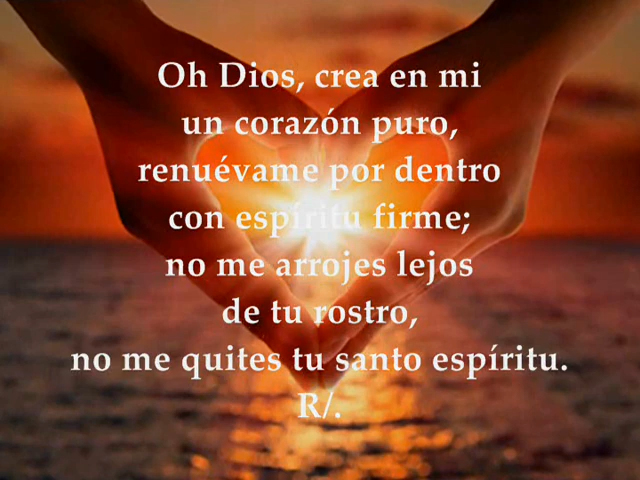 Oh Dios, crea en mi
un corazón puro,
renuévame por dentro
con espíritu firme;
no me arrojes lejos
de tu rostro,
no me quites tu santo espíritu.
R/.